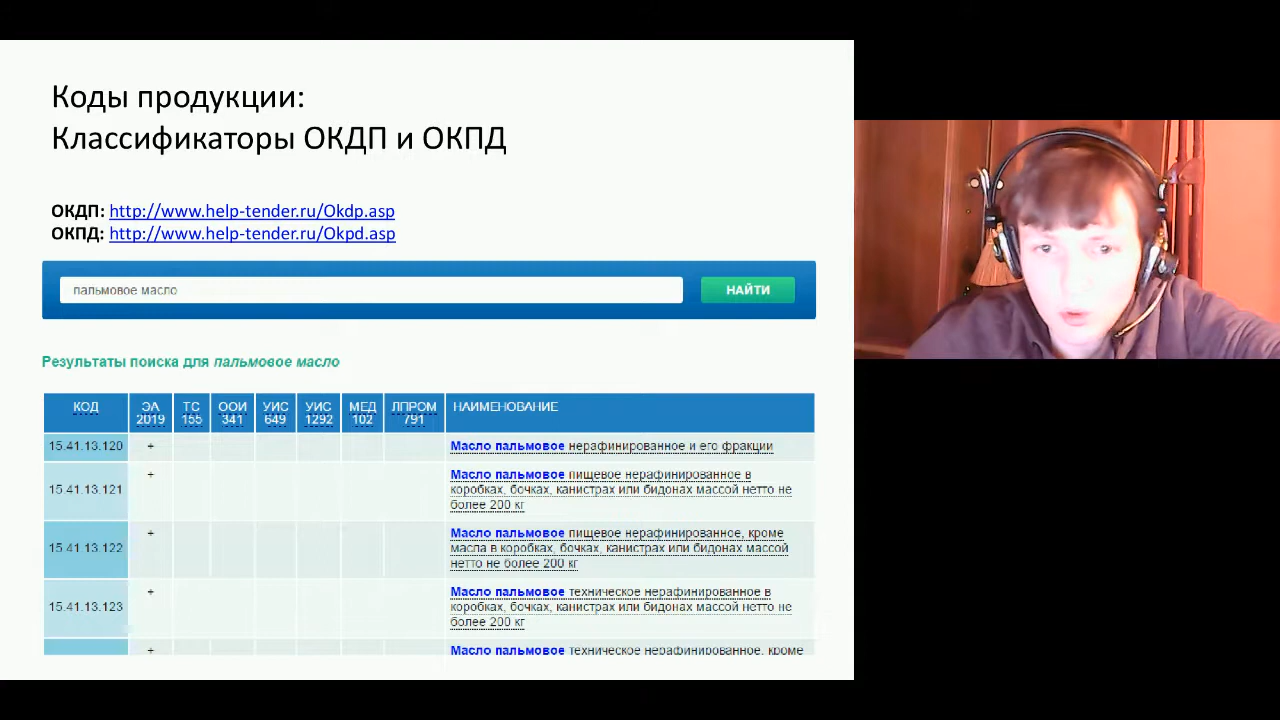 Коды продукции:
Классификаторы ОКДП и ОКПД
ОКДП: http://www.help-tender.ru/Okdp.asp
ОКПД: http://www.help-tender.ru/Okpd.asp
пальмовое масло
НАЙТИ
Результаты поиска для пальмовое масло
КОД ЭА 2019 ТС 155 ООИ 341 УИС 649 УИС 1292 МЕД 102 ЛПРОМ 791 НАИМЕНОВАНИЕ
15.41.13.120 + Масло пальмовое нерафинированное и его фракции
15.41.13.121 + Масло пальмовое пищевое нерафинированное в
коробках, бочках, канистрах или бидонах массой нетто не
более 200 кг
15.41.13.122 + Масло пальмовое пищевое нерафинированное, кроме
масла в коробках, бочках, канистрах или бидонах массой
нетто не более 200 кг
15.41.13.123 + Масло пальмовое техническое нерафинированное в
коробках, бочках, канистрах или бидонах массой нетто не
более 200 кг
+ Масло пальмовое техническое нерафинированное, кроме